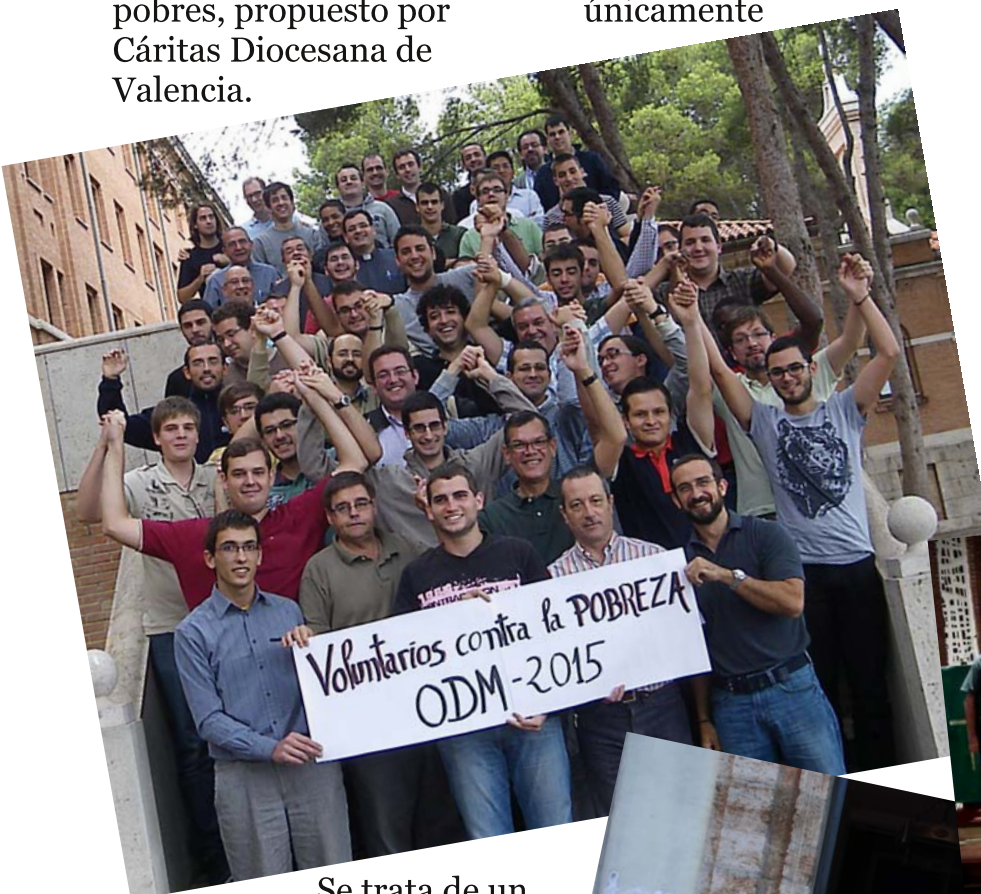 pobres, propuesto por
Cáritas Diocesana de
Valencia.
únicamente
Voluntarios contra la POBREZA
ODM-2015
Se trata de un